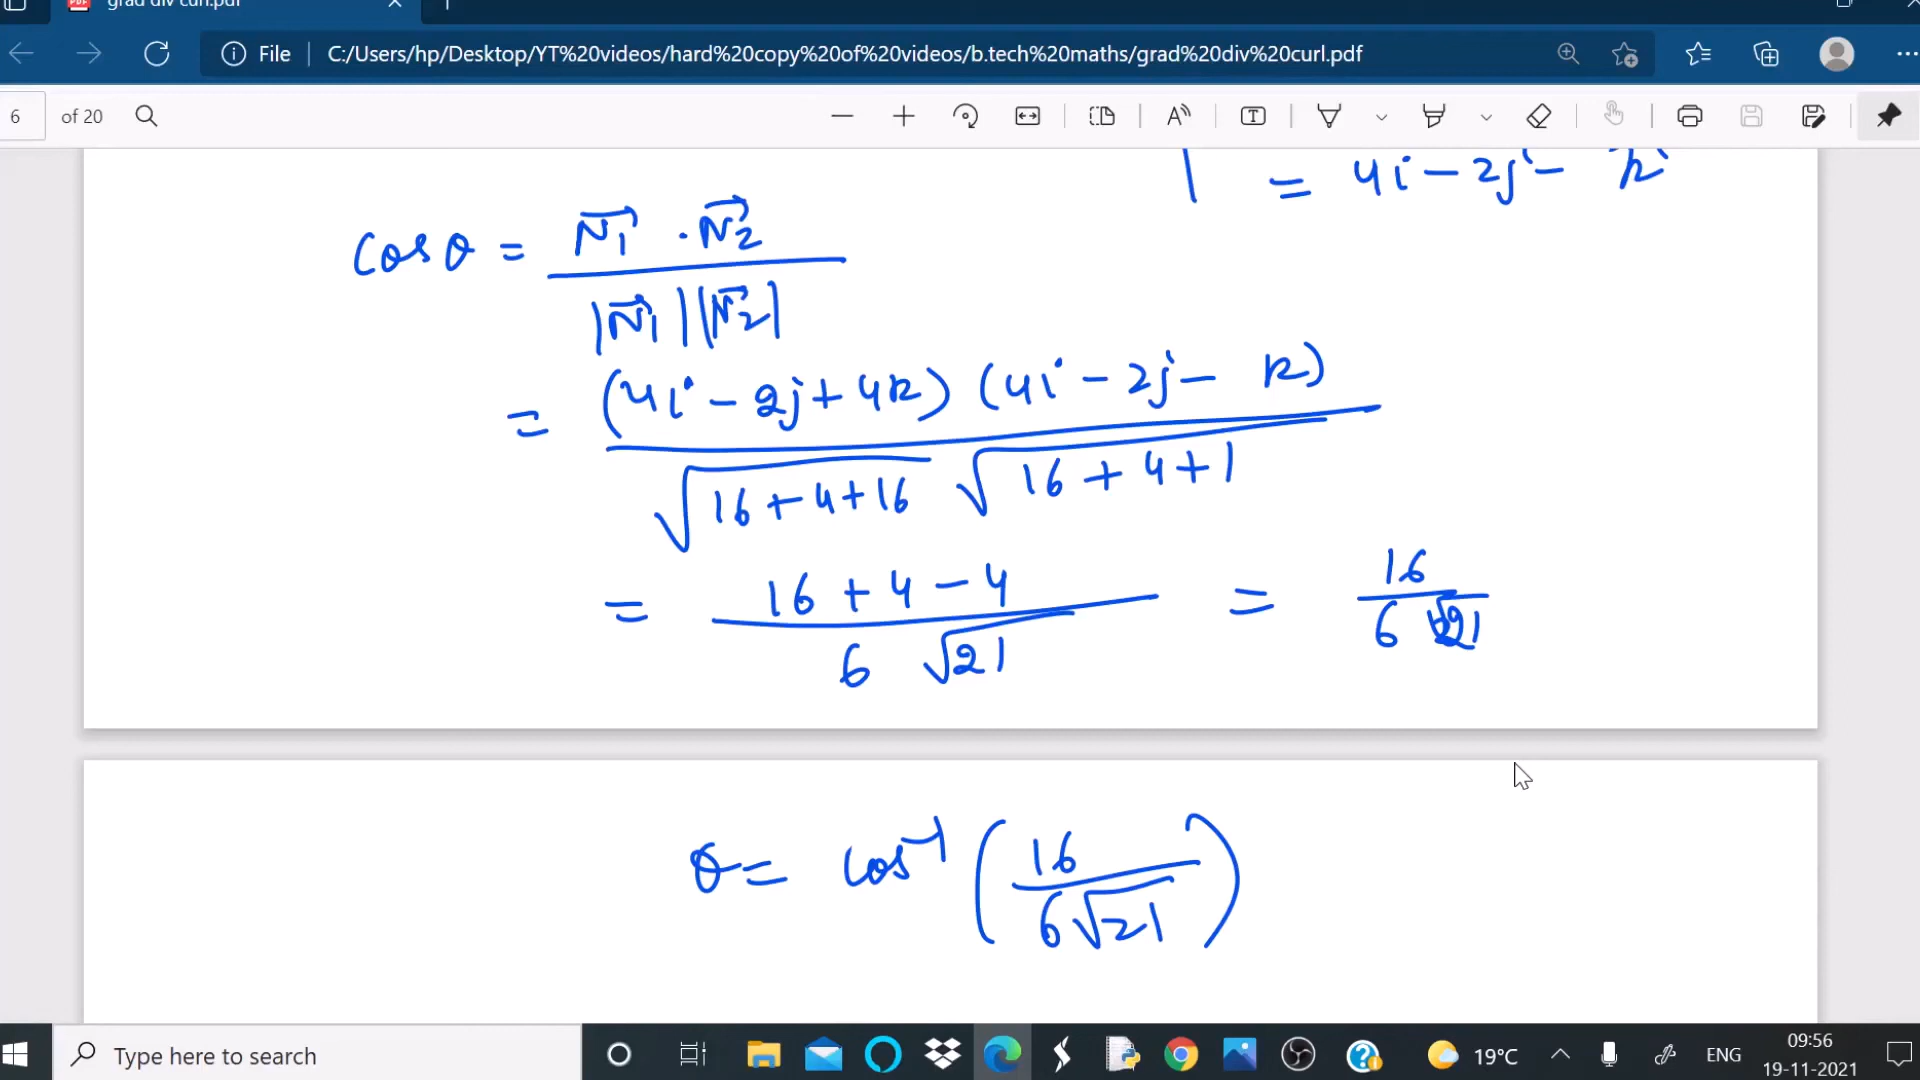 grad div curl.pdf
File C:/Users/hp/Desktop/YT%20videos/hard%20copy%20of%20videos/b.tech%20maths/grad%20div%20curl.pdf
6 of 20
= 4i - 2j - k
cos θ = N₁ · N₂ / |N₁| |N₂|
= (4i - 2j + 4k) (4i - 2j - k) / √16+4+16 √16+4+1
= 16 + 4 - 4 / 6 √21 = 16 / 6 √21
θ = cos⁻¹ (16 / 6√21)
Type here to search
19°C
ENG
09:56
19-11-2021